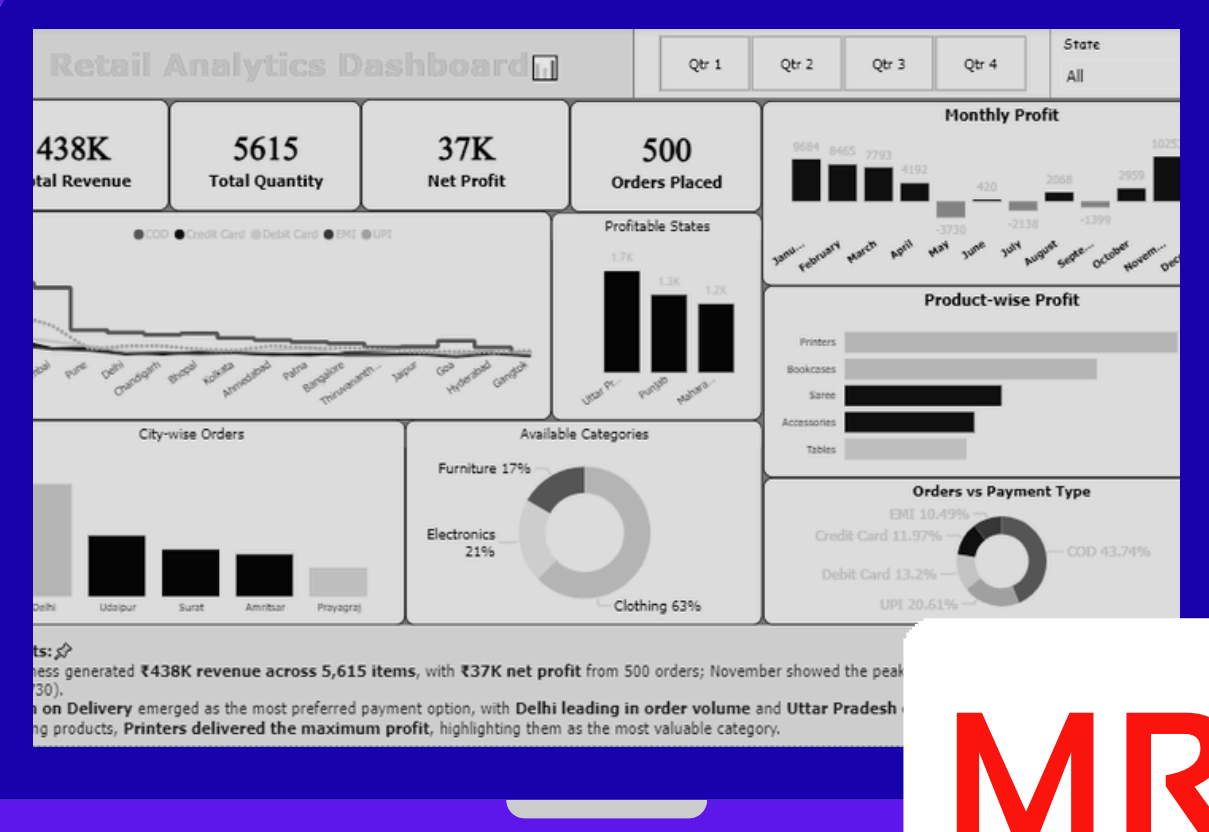 Retail Analytics Dashboard
Qtr 1
Qtr 2
Qtr 3
Qtr 4
State
All
438K
tal Revenue
5615
Total Quantity
37K
Net Profit
500
Orders Placed
Monthly Profit
9684
8465
7793
4192
-3730
420
-2138
2068
-1399
2959
1025
Janu...
February
March
April
May
June
July
August
Septe...
October
Novem...
Dec
COD
Credit Card
Debit Card
EMI
UPI
Pune
Delhi
Chandigarh
Bhopal
Kolkata
Ahmedabad
Patna
Bangalore
Thiruvananth...
Jaipur
Goa
Hyderabad
Gangtok
Profitable States
1.7K
1.3K
1.2K
Uttar Pr...
Punjab
Mahara...
Product-wise Profit
Printers
Bookcases
Saree
Accessories
Tables
City-wise Orders
Delhi
Udaipur
Surat
Amritsar
Prayagraj
Available Categories
Furniture 17%
Electronics
21%
Clothing 63%
Orders vs Payment Type
EMI 10.49%
Credit Card 11.97%
Debit Card 13.2%
UPI 20.61%
COD 43.74%
ts:
ness generated ₹438K revenue across 5,615 items, with ₹37K net profit from 500 orders; November showed the peak
30).
on Delivery emerged as the most preferred payment option, with Delhi leading in order volume and Uttar Pradesh
ng products, Printers delivered the maximum profit, highlighting them as the most valuable category.
MR